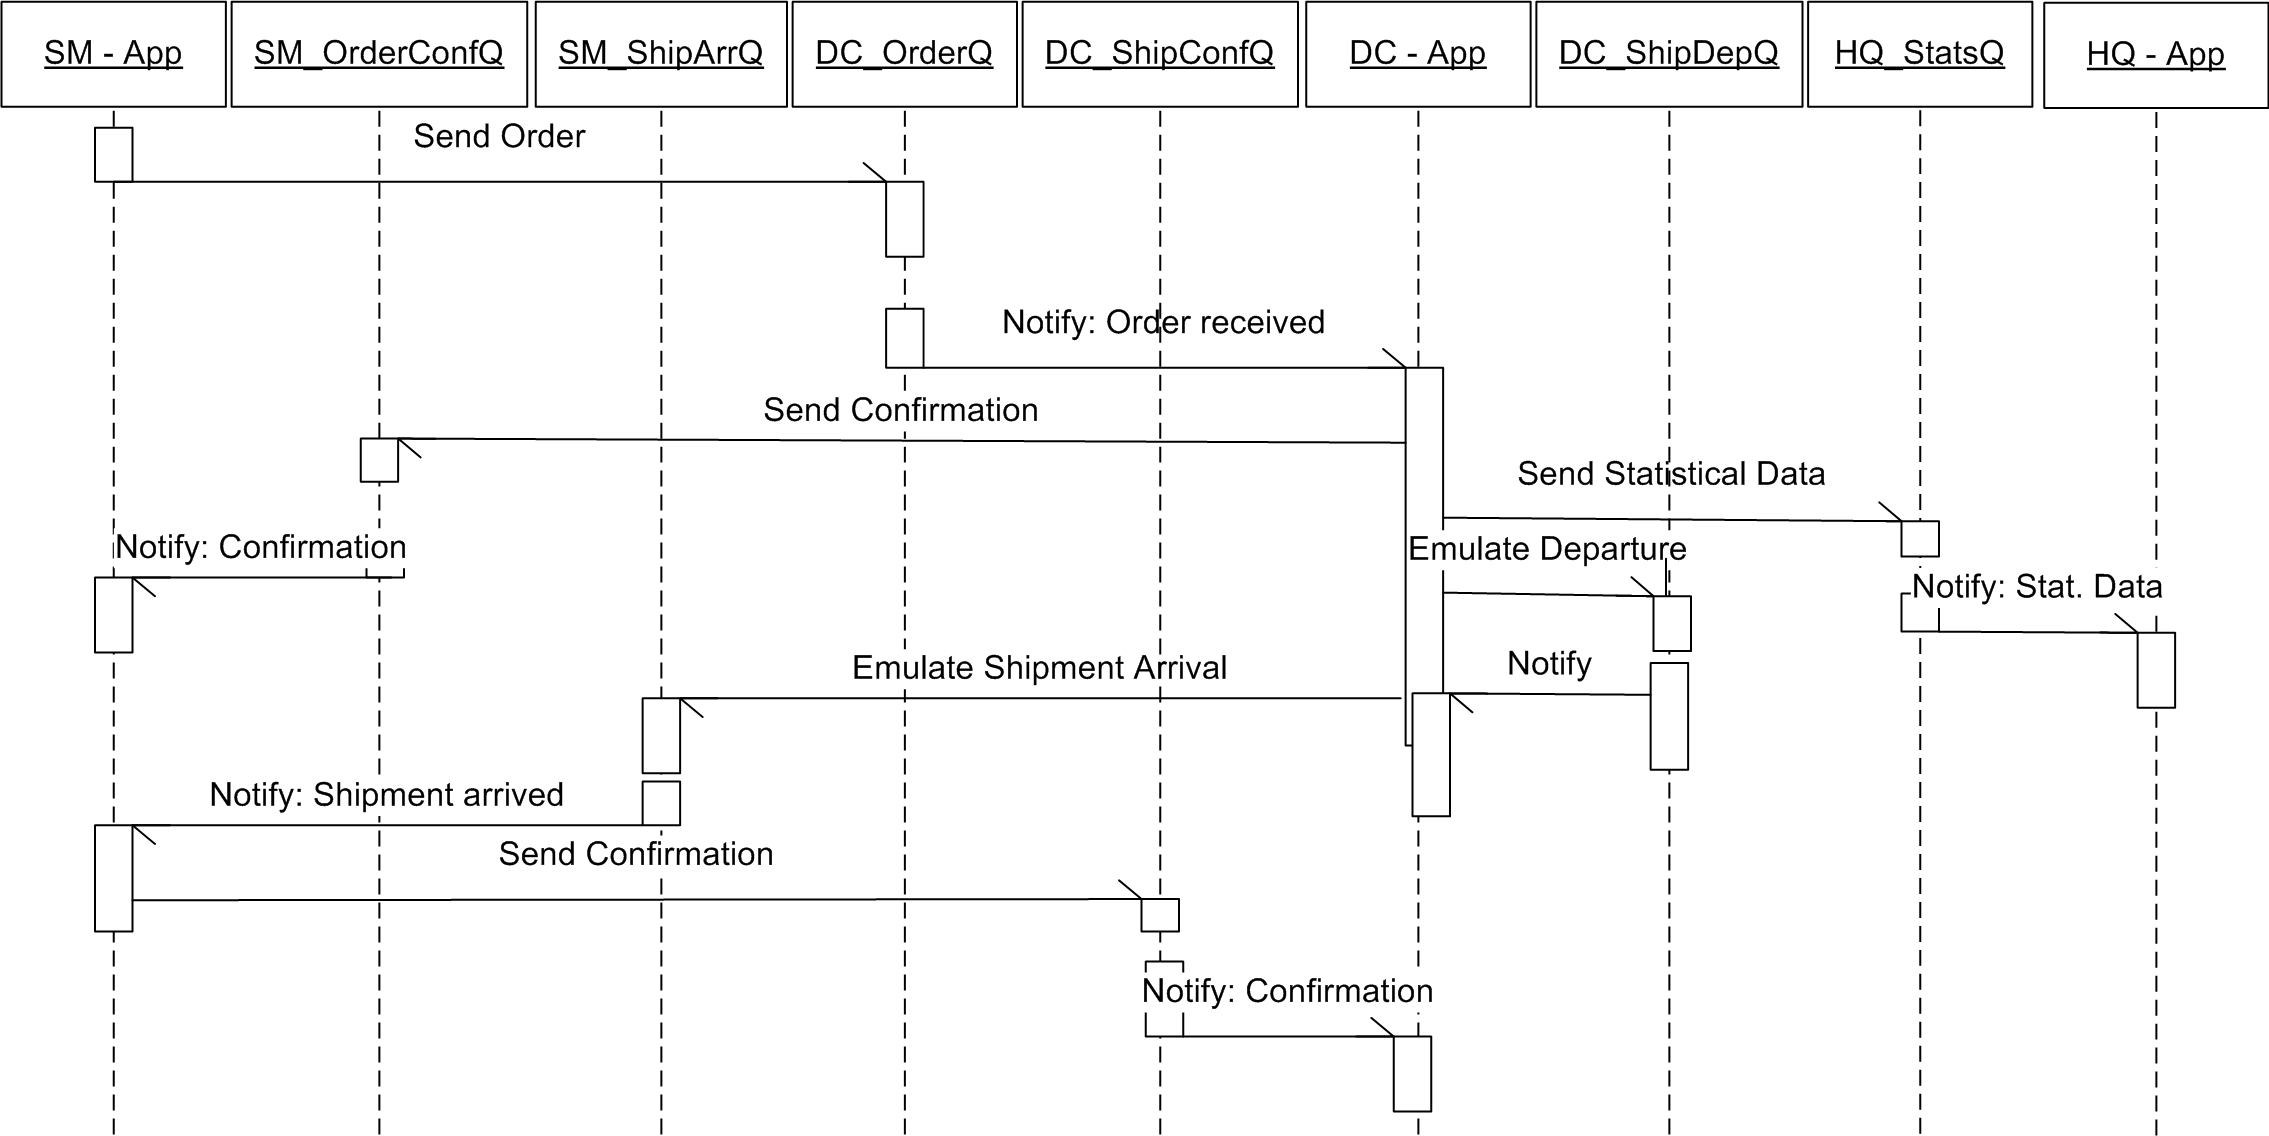 SM - App
SM_OrderConfQ
SM_ShipArrQ
DC_OrderQ
DC_ShipConfQ
DC - App
DC_ShipDepQ
HQ_StatsQ
HQ - App
Send Order
Notify: Order received
Send Confirmation
Send Statistical Data
Notify: Confirmation
Emulate Departure
Notify: Stat. Data
Emulate Shipment Arrival
Notify
Notify: Shipment arrived
Send Confirmation
Notify: Confirmation